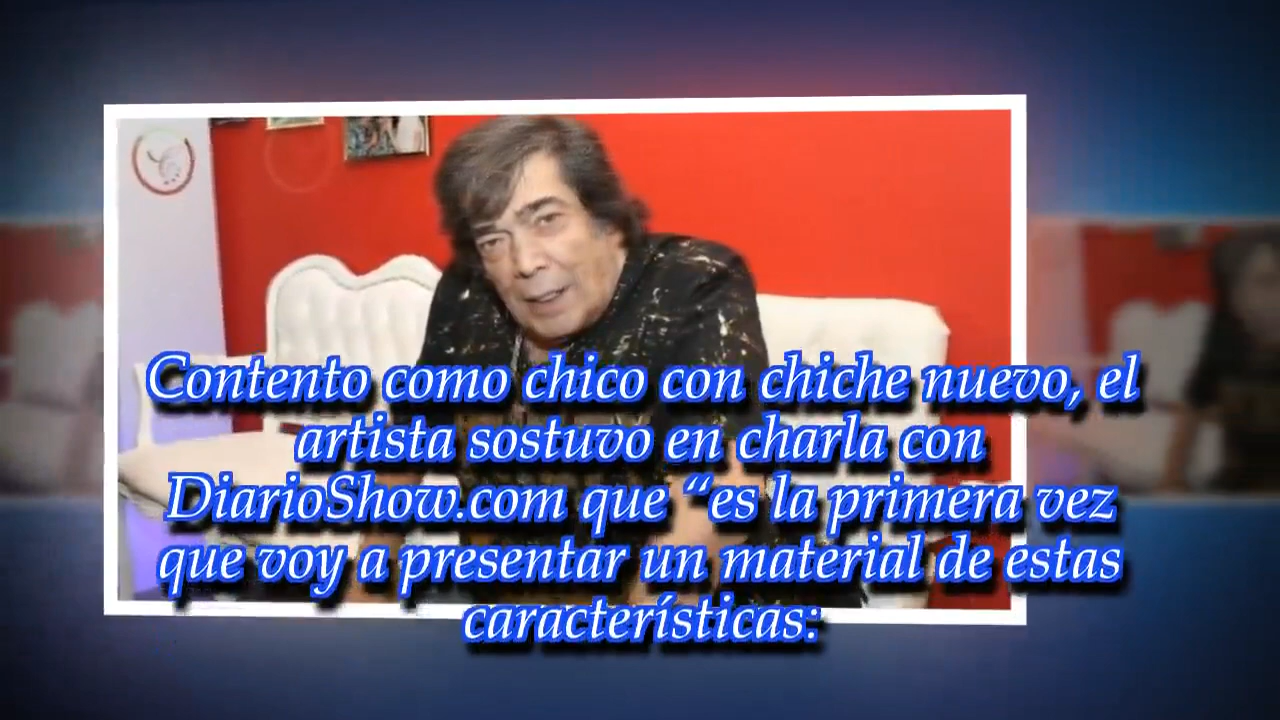 Contento como chico con chiche nuevo, el
artista sostuvo en charla con
DiarioShow.com que “es la primera vez
que voy a presentar un material de estas
características: